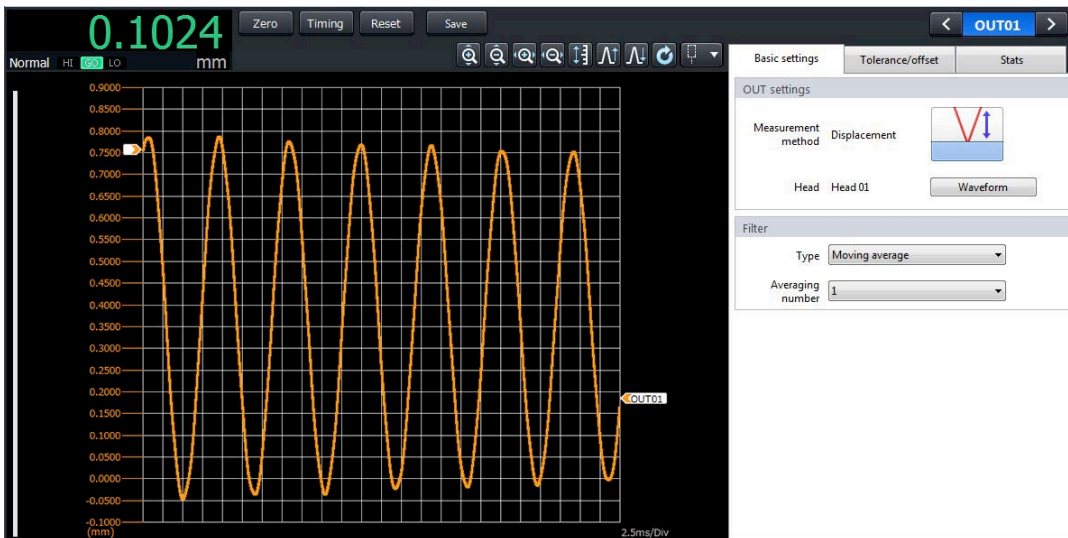 0.1024
Zero Timing Reset Save
OUT01
Normal HI GO LO mm
Basic settings Tolerance/offset Stats
OUT settings
Measurement method Displacement
Head Head 01 Waveform
Filter
Type Moving average
Averaging number 1
0.9000
0.8500
0.8000
0.7500
0.7000
0.6500
0.6000
0.5500
0.5000
0.4500
0.4000
0.3500
0.3000
0.2500
0.2000
0.1500
0.1000
0.0500
0.0000
-0.0500
-0.1000
(mm)
OUT01
2.5ms/Div